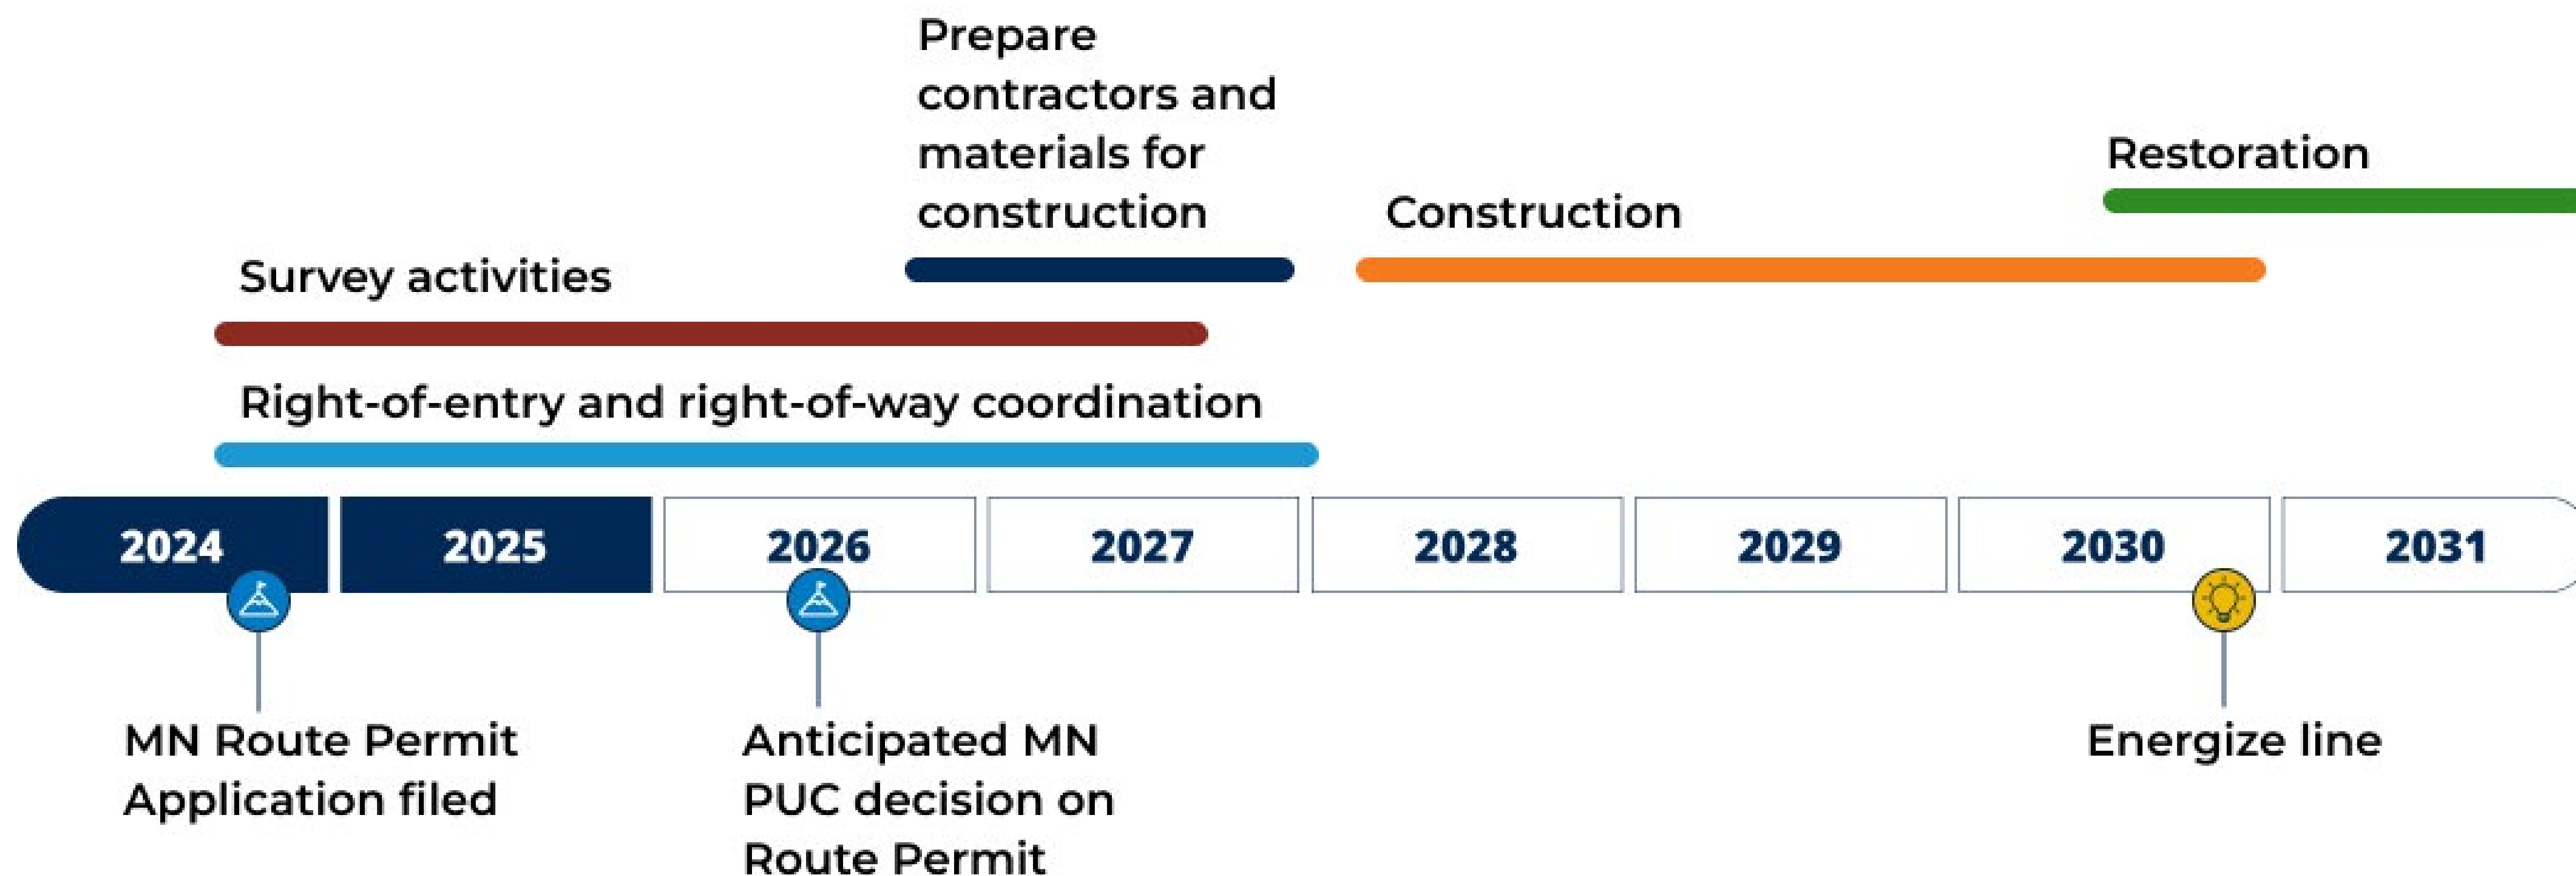 Prepare
contractors and
materials for
construction
Restoration
Construction
Survey activities
Right-of-entry and right-of-way coordination
2024
2025
2026
2027
2028
2029
2030
2031
MN Route Permit
Application filed
Anticipated MN
PUC decision on
Route Permit
Energize line